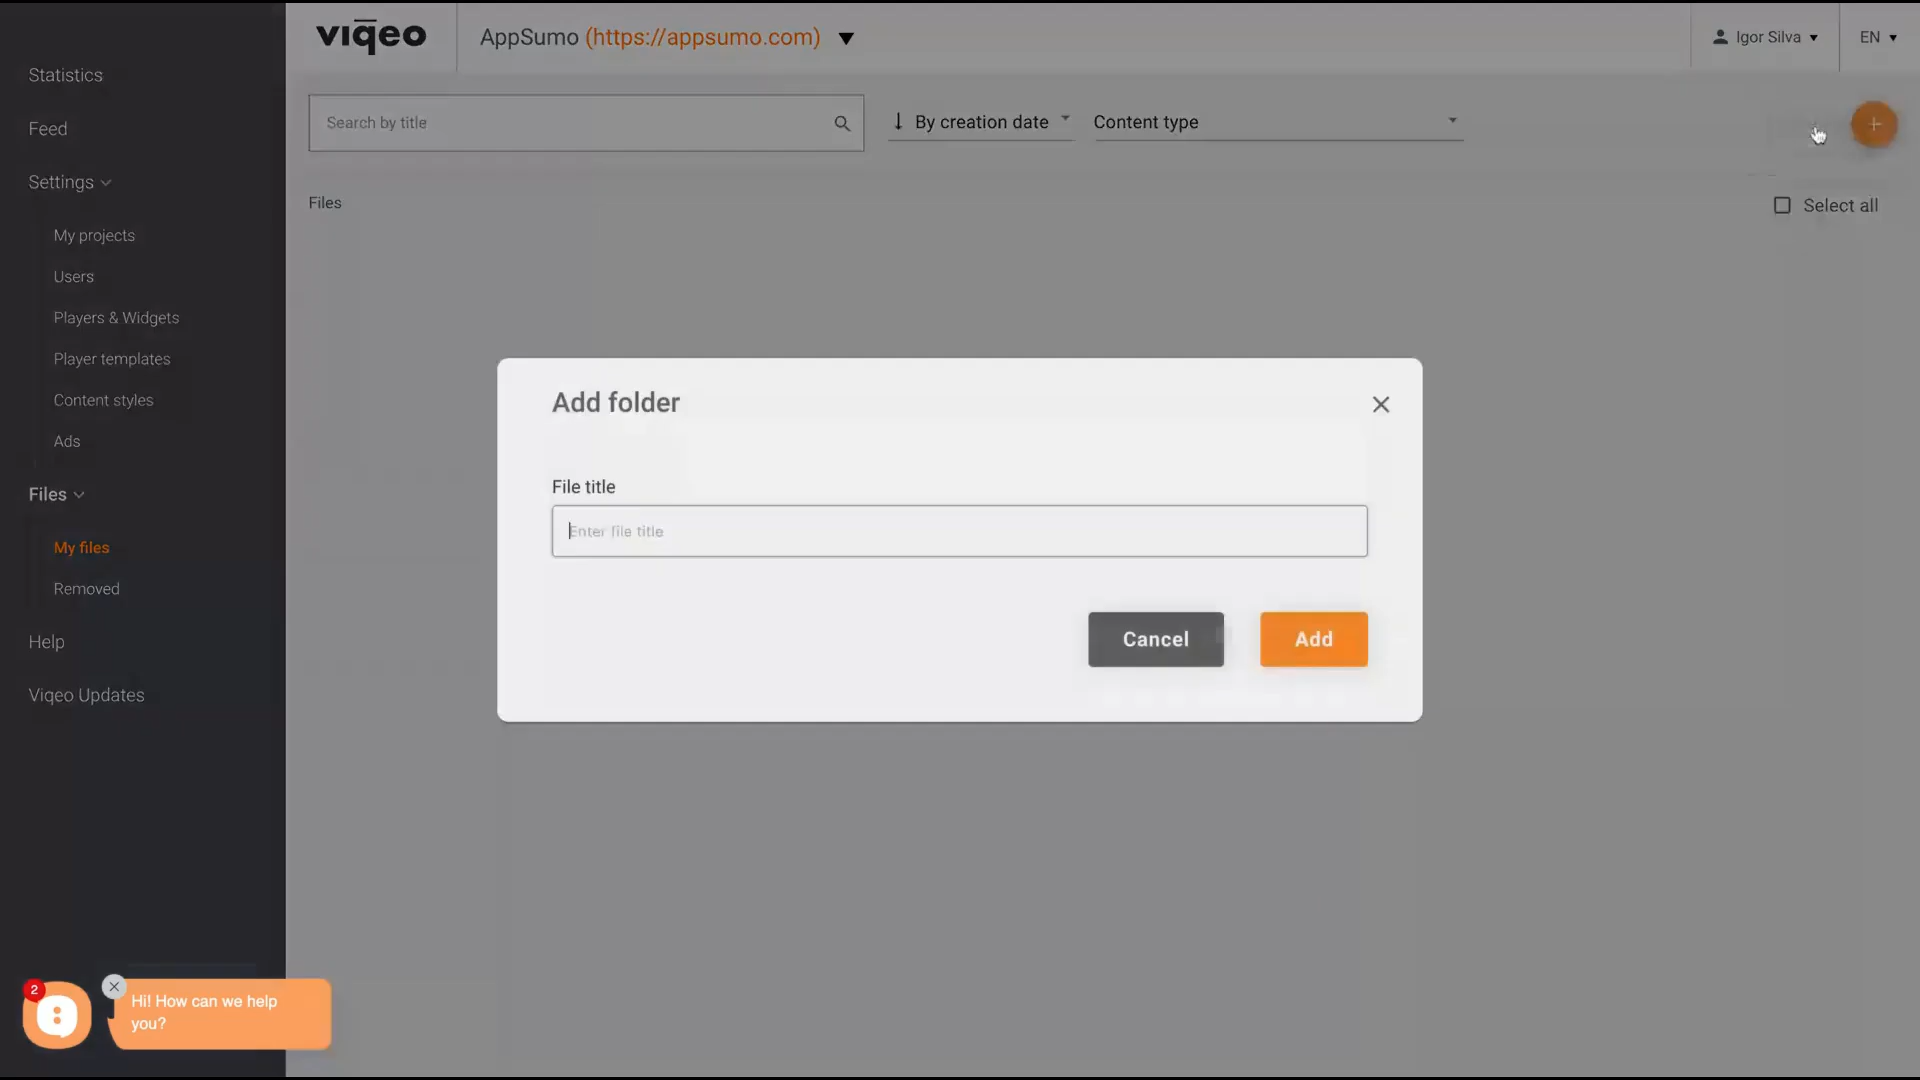 viqeo
AppSumo (https://appsumo.com)
Igor Silva
EN
Statistics
Feed
Settings
My projects
Users
Players & Widgets
Player templates
Content styles
Ads
Files
My files
Removed
Help
Viqeo Updates
Search by title
By creation date
Content type
+
Files
Select all
Add folder
File title
Enter file title
Cancel
Add
2
Hi! How can we help
you?